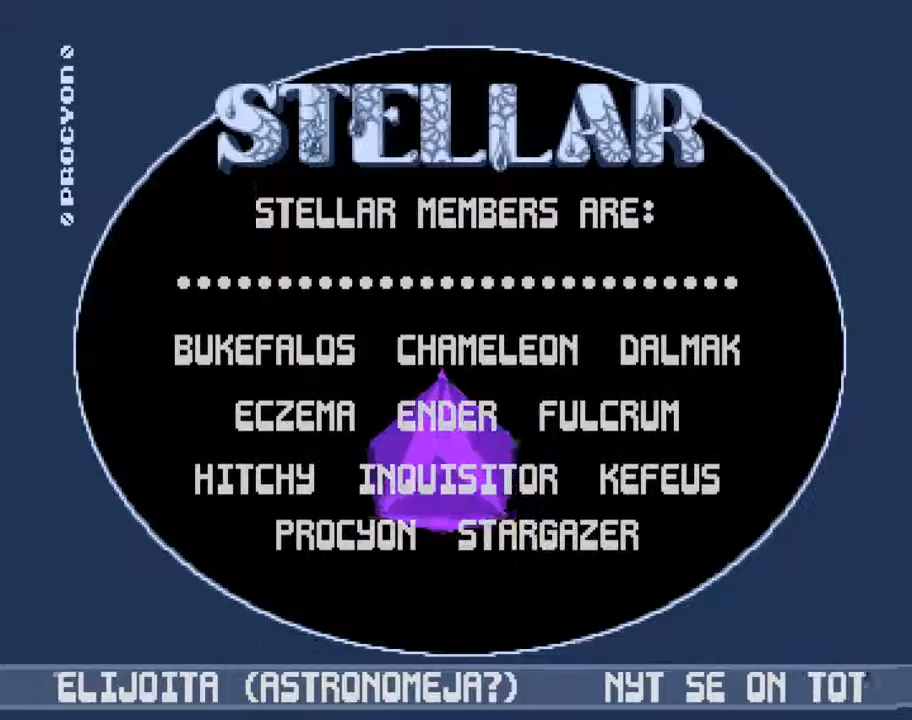 °PROCYON°
STELLAR
STELLAR MEMBERS ARE:
............................
BUKEFALOS CHAMELEON DALMAK
ECZEMA ENDER FULCRUM
HITCHY INQUISITOR KEFEUS
PROCYON STARGAZER
ELIJOITA (ASTRONOMEJA?) NYT SE ON TOT